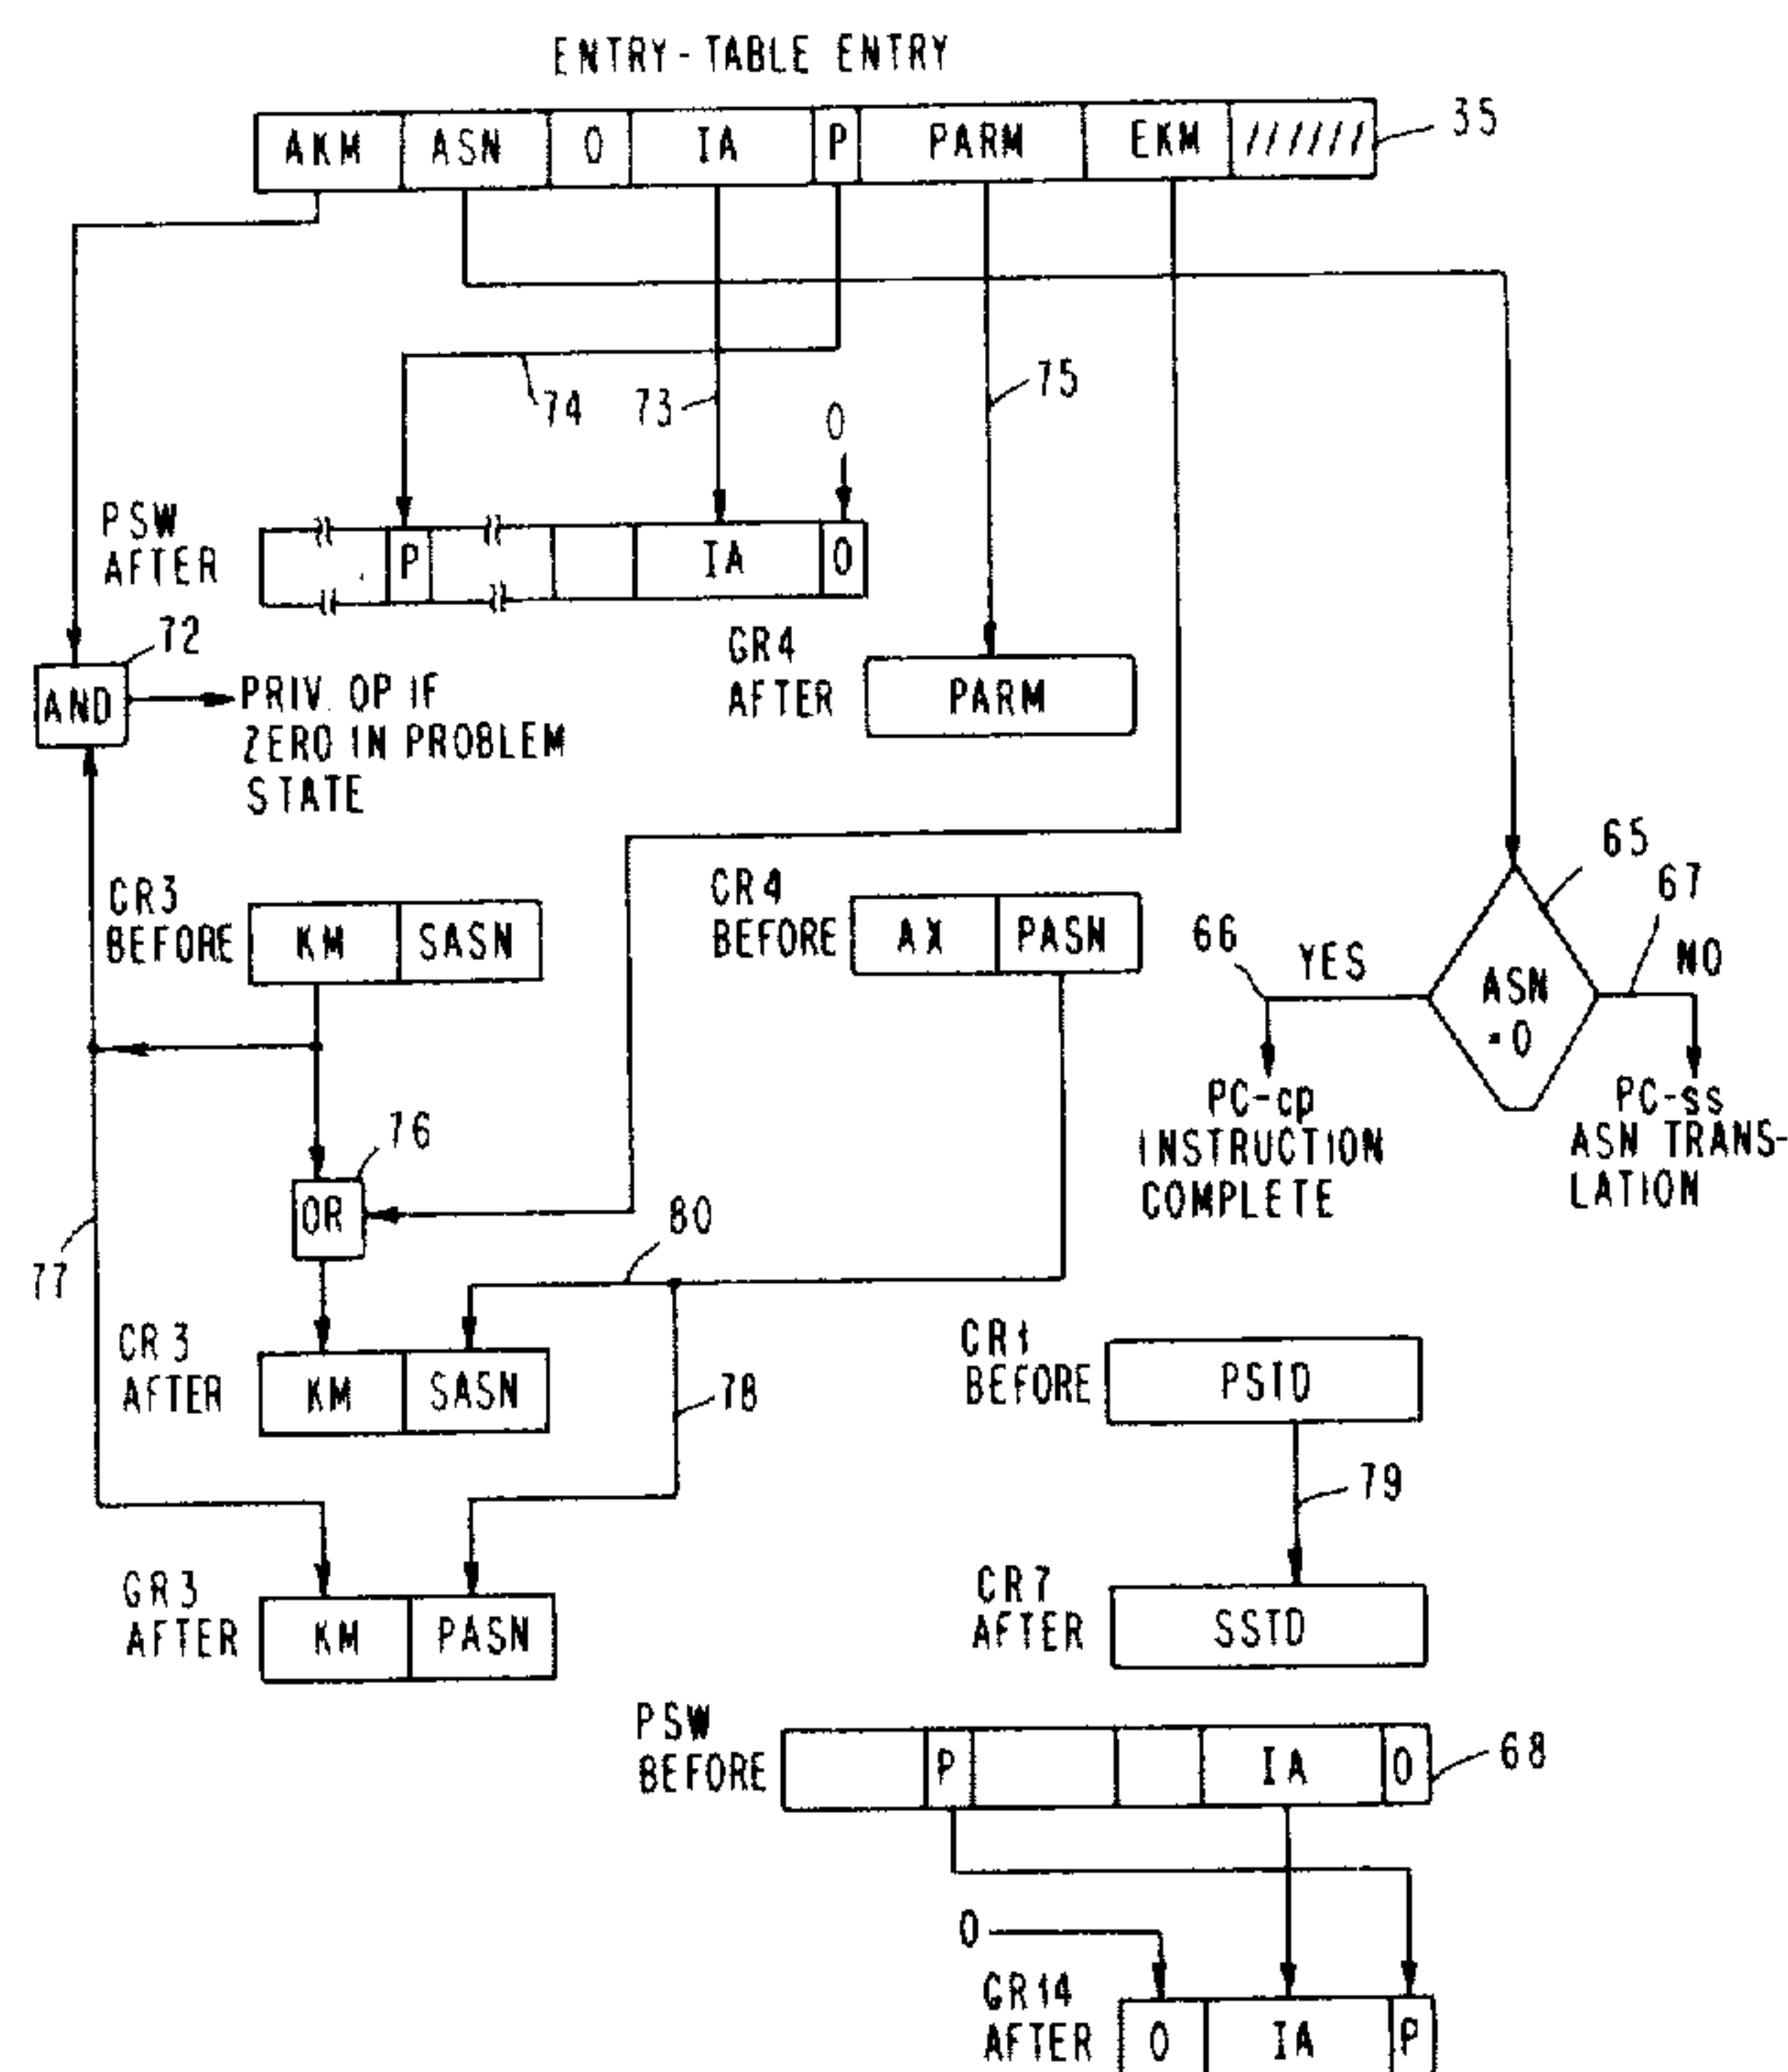 ENTRY-TABLE ENTRY
AKM ASN 0 IA P PARM EKM ////// 35
74 73 75
0
PSW
AFTER
P IA 0
72
AND
PRIV. OP IF
ZERO IN PROBLEM
STATE
GR4
AFTER
PARM
CR3
BEFORE
KM SASN
CR4
BEFORE
AX PASN
65
67
66 YES NO
ASN
=0
PC-cp
INSTRUCTION
COMPLETE
PC-ss
ASN TRANS-
LATION
76
OR
80
77
CR3
AFTER
KM SASN
78
CR1
BEFORE
PSTD
79
GR3
AFTER
KM PASN
CR7
AFTER
SSTD
PSW
BEFORE
P IA 0 68
0
GR14
AFTER
0 IA P